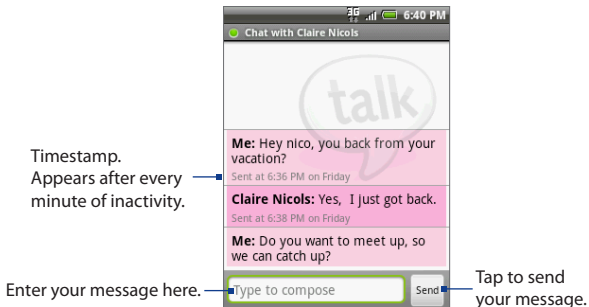 3G
6:40 PM
Chat with Claire Nicols
talk
Me: Hey nico, you back from your
vacation?
Sent at 6:36 PM on Friday
Timestamp.
Appears after every
minute of inactivity.
Claire Nicols: Yes, I just got back.
Sent at 6:38 PM on Friday
Me: Do you want to meet up, so
we can catch up?
Enter your message here.
Type to compose
Send
Tap to send
your message.